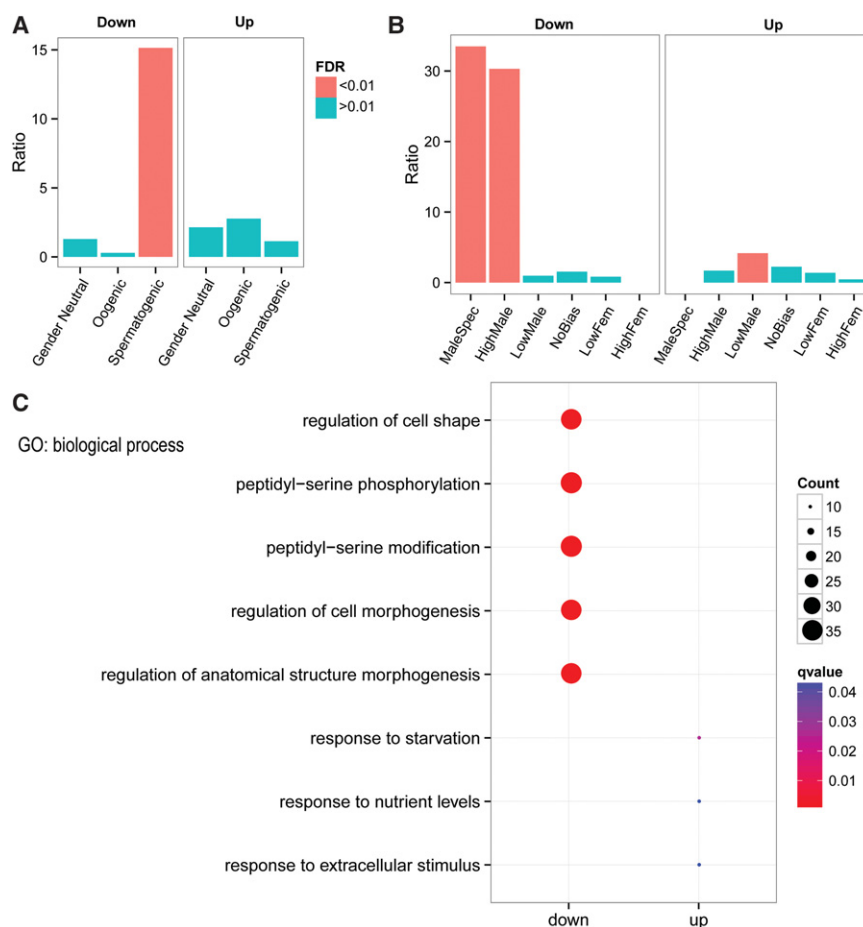 A
Down
Up
15
10
5
0
Ratio
Gender Neutral
Oogenic
Spermatogenic
Gender Neutral
Oogenic
Spermatogenic
FDR
<0.01
>0.01
B
Down
Up
30
20
10
0
Ratio
MaleSpec
HighMale
LowMale
NoBias
LowFem
HighFem
MaleSpec
HighMale
LowMale
NoBias
LowFem
HighFem
C
GO: biological process
regulation of cell shape
peptidyl−serine phosphorylation
peptidyl−serine modification
regulation of cell morphogenesis
regulation of anatomical structure morphogenesis
response to starvation
response to nutrient levels
response to extracellular stimulus
down
up
Count
10
15
20
25
30
35
qvalue
0.04
0.03
0.02
0.01